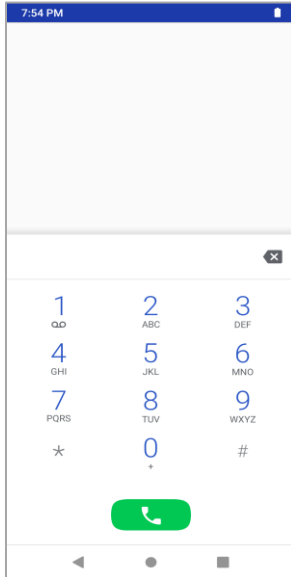 7:54 PM
1 2 3
ABC DEF
4 5 6
GHI JKL MNO
7 8 9
PQRS TUV WXYZ
* 0 #
+